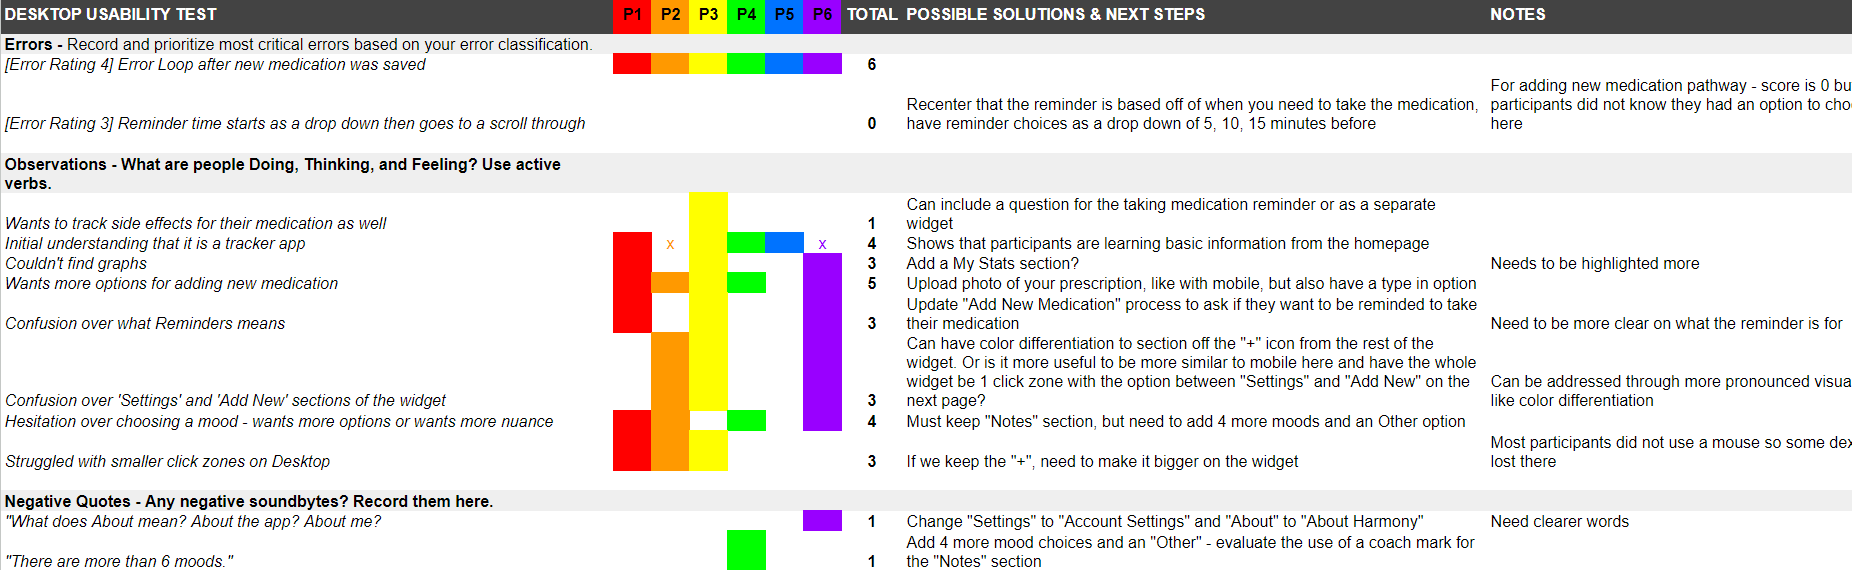 DESKTOP USABILITY TEST P1 P2 P3 P4 P5 P6 TOTAL POSSIBLE SOLUTIONS & NEXT STEPS NOTES
Errors - Record and prioritize most critical errors based on your error classification.
[Error Rating 4] Error Loop after new medication was saved 6
For adding new medication pathway - score is 0 bu
Recenter that the reminder is based off of when you need to take the medication, participants did not know they had an option to cho
[Error Rating 3] Reminder time starts as a drop down then goes to a scroll through 0 have reminder choices as a drop down of 5, 10, 15 minutes before here
Observations - What are people Doing, Thinking, and Feeling? Use active
verbs.
Can include a question for the taking medication reminder or as a separate
Wants to track side effects for their medication as well 1 widget
Initial understanding that it is a tracker app x x 4 Shows that participants are learning basic information from the homepage
Couldn't find graphs 3 Add a My Stats section? Needs to be highlighted more
Wants more options for adding new medication 5 Upload photo of your prescription, like with mobile, but also have a type in option
Update "Add New Medication" process to ask if they want to be reminded to take
Confusion over what Reminders means 3 their medication Need to be more clear on what the reminder is for
Can have color differentiation to section off the "+" icon from the rest of the
widget. Or is it more useful to be more similar to mobile here and have the whole
widget be 1 click zone with the option between "Settings" and "Add New" on the Can be addressed through more pronounced visua
Confusion over 'Settings' and 'Add New' sections of the widget 3 next page? like color differentiation
Hesitation over choosing a mood - wants more options or wants more nuance 4 Must keep "Notes" section, but need to add 4 more moods and an Other option
Most participants did not use a mouse so some dex
Struggled with smaller click zones on Desktop 3 If we keep the "+", need to make it bigger on the widget lost there
Negative Quotes - Any negative soundbytes? Record them here.
"What does About mean? About the app? About me? 1 Change "Settings" to "Account Settings" and "About" to "About Harmony" Need clearer words
Add 4 more mood choices and an "Other" - evaluate the use of a coach mark for
"There are more than 6 moods." 1 the "Notes" section